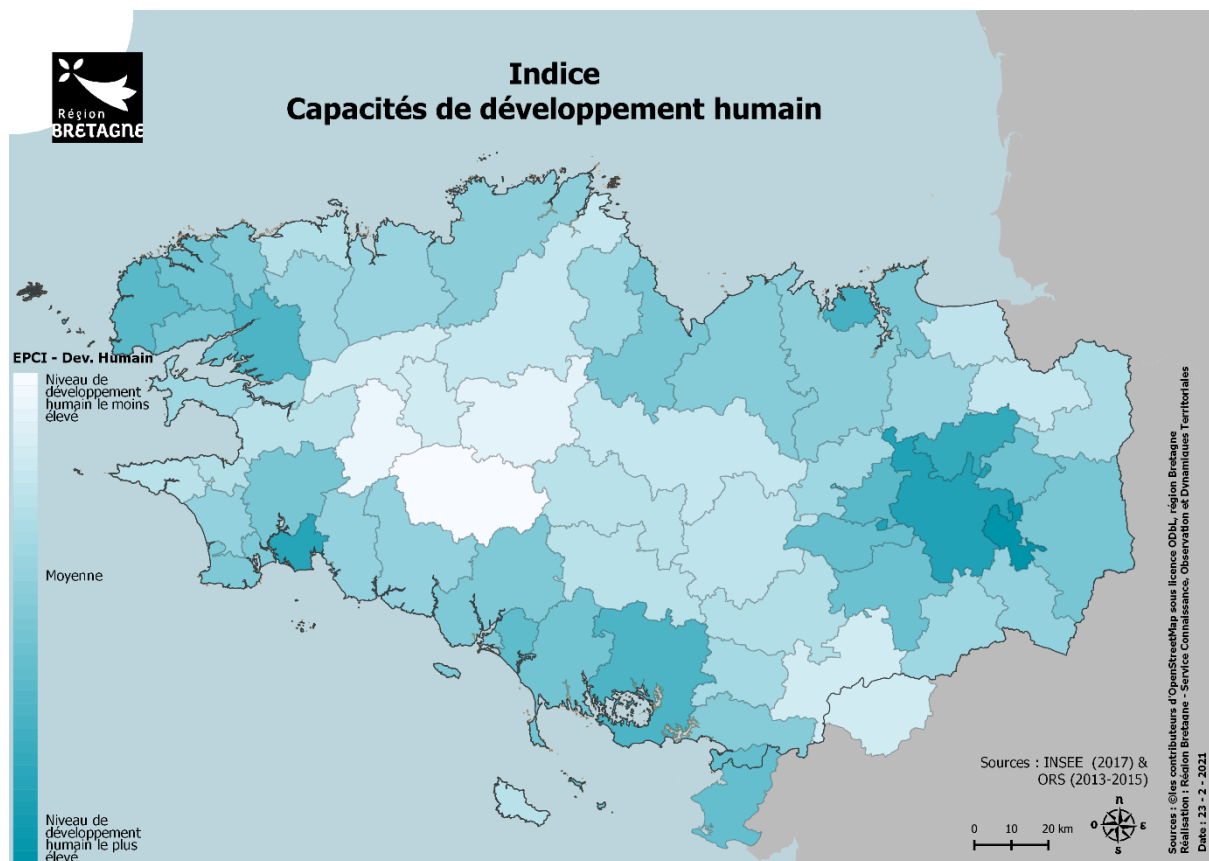 Indice
Capacités de développement humain
Région
BRETAGNE
EPCI - Dev. Humain
Niveau de
développement
humain le moins
élevé
Moyenne
Niveau de
développement
humain le plus
élevé
Sources : INSEE (2017) &
ORS (2013-2015)
0 10 20 km
n
o
e
s
Sources : ©les contributeurs d'OpenStreetMap sous licence ODbL, région Bretagne
Réalisation : Région Bretagne - Service Connaissance, Observation et Dynamiques Territoriales
Date : 23 - 2 - 2021